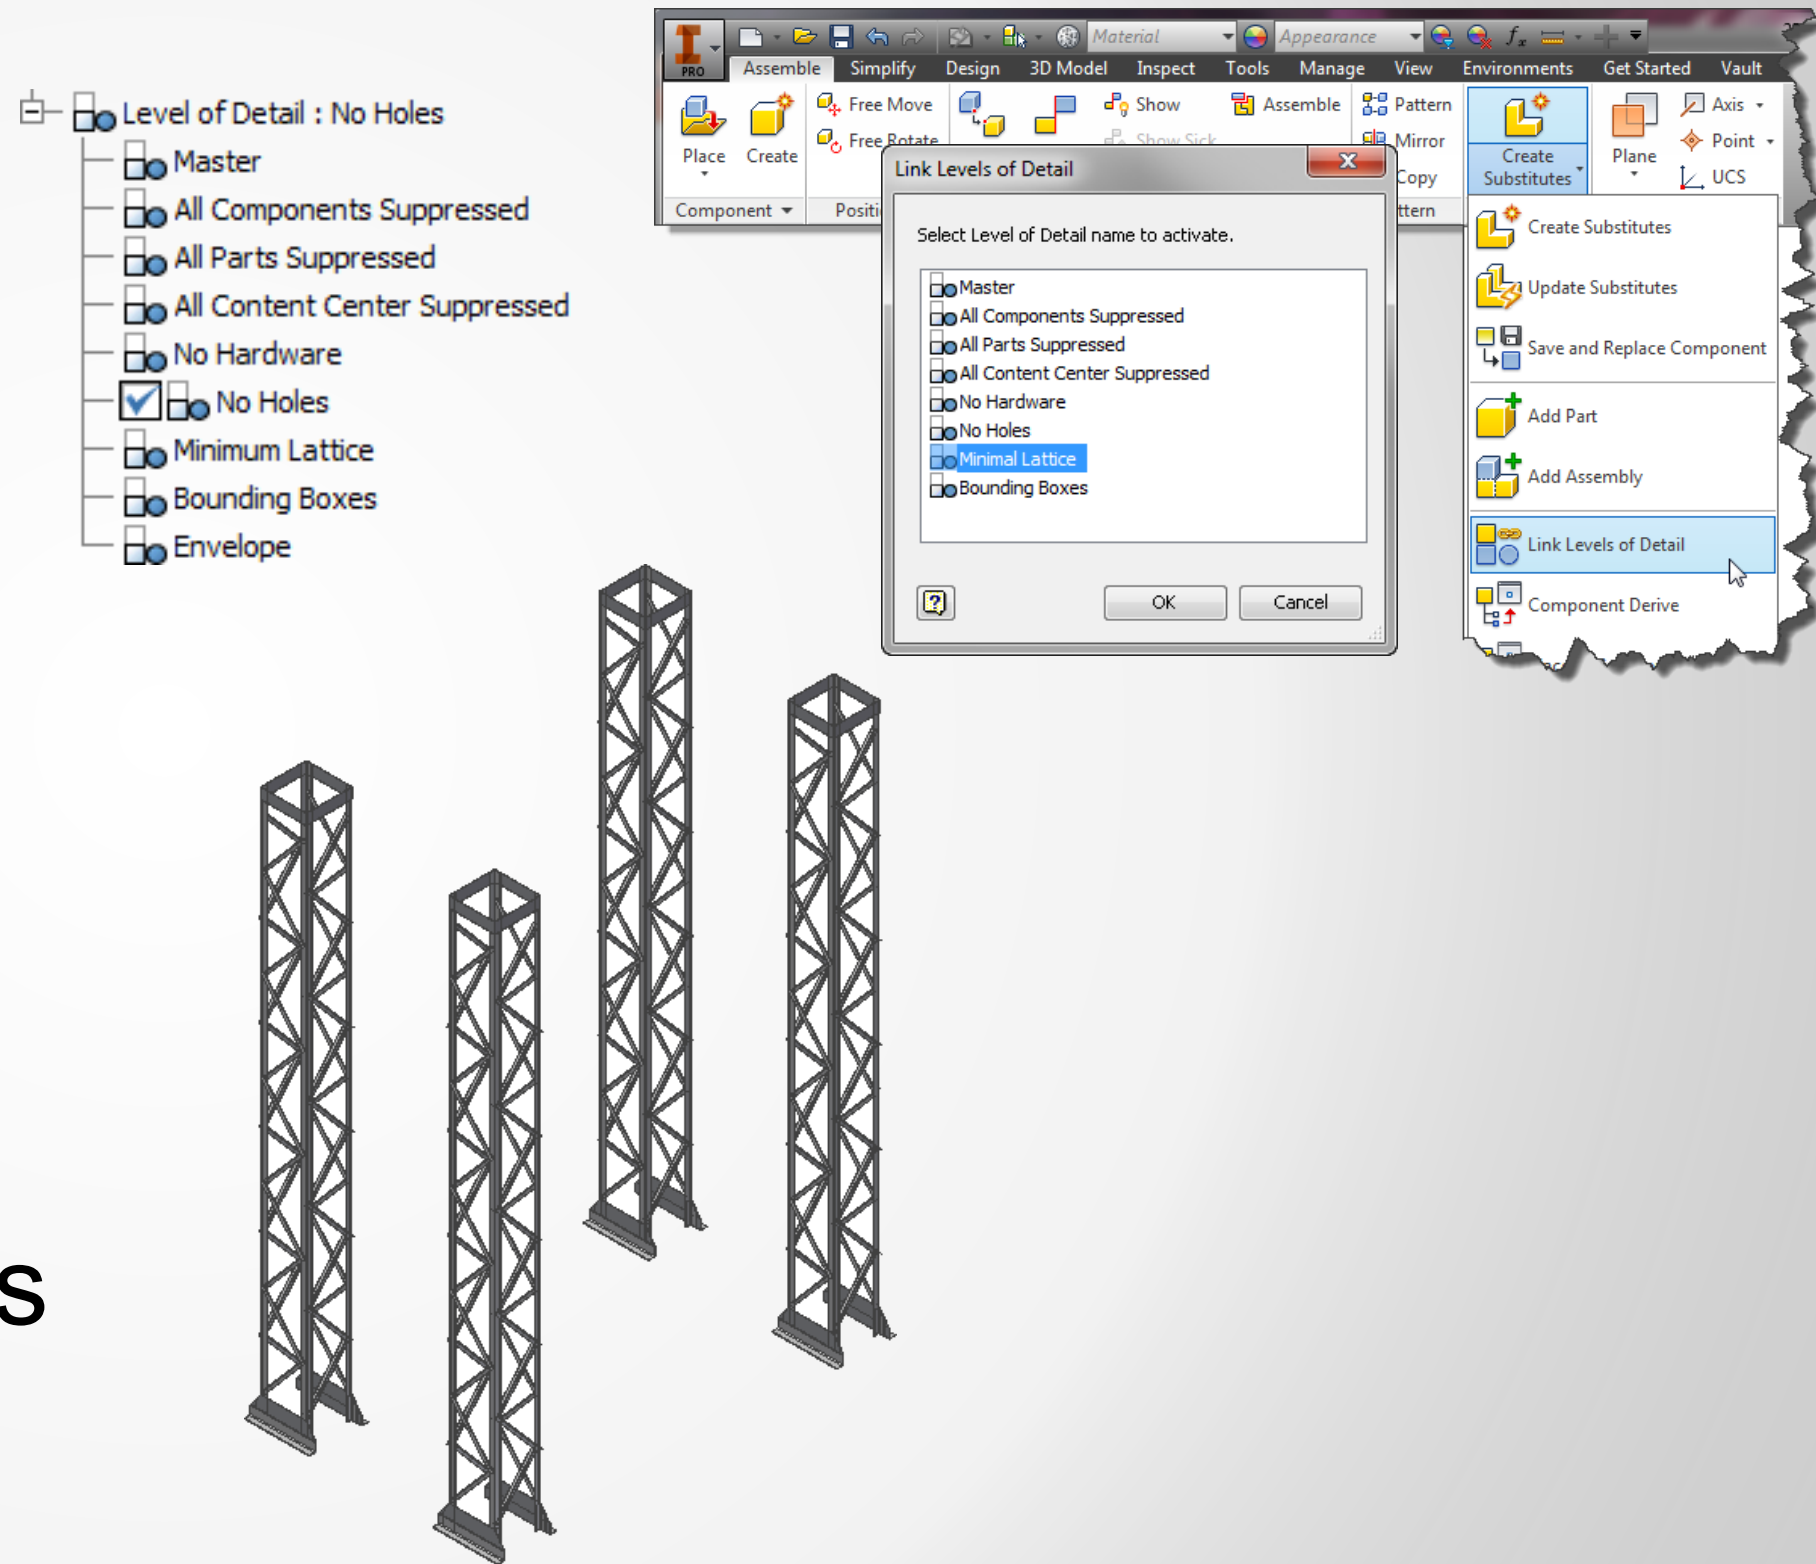 Level of Detail : No Holes
Master
All Components Suppressed
All Parts Suppressed
All Content Center Suppressed
No Hardware
No Holes
Minimum Lattice
Bounding Boxes
Envelope
PRO
Material
Appearance
Assemble Simplify Design 3D Model Inspect Tools Manage View Environments Get Started Vault
Place
Create
Free Move
Free Rotate
Show
Show Sick
Assemble
Pattern
Mirror
Copy
Create
Substitutes
Plane
Axis
Point
UCS
Component
Positi
ttern
Link Levels of Detail
Select Level of Detail name to activate.
Master
All Components Suppressed
All Parts Suppressed
All Content Center Suppressed
No Hardware
No Holes
Minimal Lattice
Bounding Boxes
OK
Cancel
Create Substitutes
Update Substitutes
Save and Replace Component
Add Part
Add Assembly
Link Levels of Detail
Component Derive
s